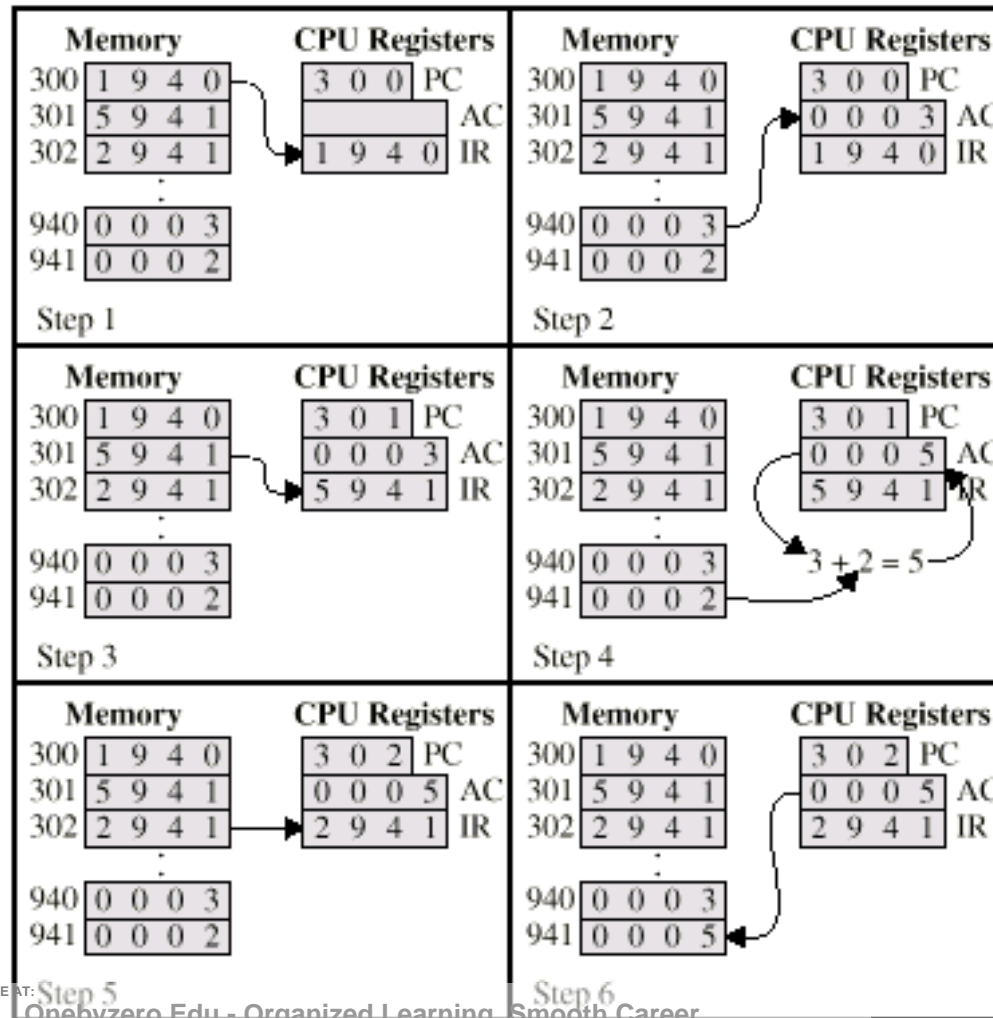 Memory CPU Registers
300 1 9 4 0 3 0 0 PC
301 5 9 4 1 AC
302 2 9 4 1 1 9 4 0 IR
:
940 0 0 0 3
941 0 0 0 2
Step 1
Memory CPU Registers
300 1 9 4 0 3 0 0 PC
301 5 9 4 1 0 0 0 3 AC
302 2 9 4 1 1 9 4 0 IR
:
940 0 0 0 3
941 0 0 0 2
Step 2
Memory CPU Registers
300 1 9 4 0 3 0 1 PC
301 5 9 4 1 0 0 0 3 AC
302 2 9 4 1 5 9 4 1 IR
:
940 0 0 0 3
941 0 0 0 2
Step 3
Memory CPU Registers
300 1 9 4 0 3 0 1 PC
301 5 9 4 1 0 0 0 5 AC
302 2 9 4 1 5 9 4 1 IR
:
940 0 0 0 3 3 + 2 = 5
941 0 0 0 2
Step 4
Memory CPU Registers
300 1 9 4 0 3 0 2 PC
301 5 9 4 1 0 0 0 5 AC
302 2 9 4 1 2 9 4 1 IR
:
940 0 0 0 3
941 0 0 0 2
Step 5
Memory CPU Registers
300 1 9 4 0 3 0 2 PC
301 5 9 4 1 0 0 0 5 AC
302 2 9 4 1 2 9 4 1 IR
:
940 0 0 0 3
941 0 0 0 5
Step 6
E AT:
Onebyzero Edu - Organized Learning, Smooth Career